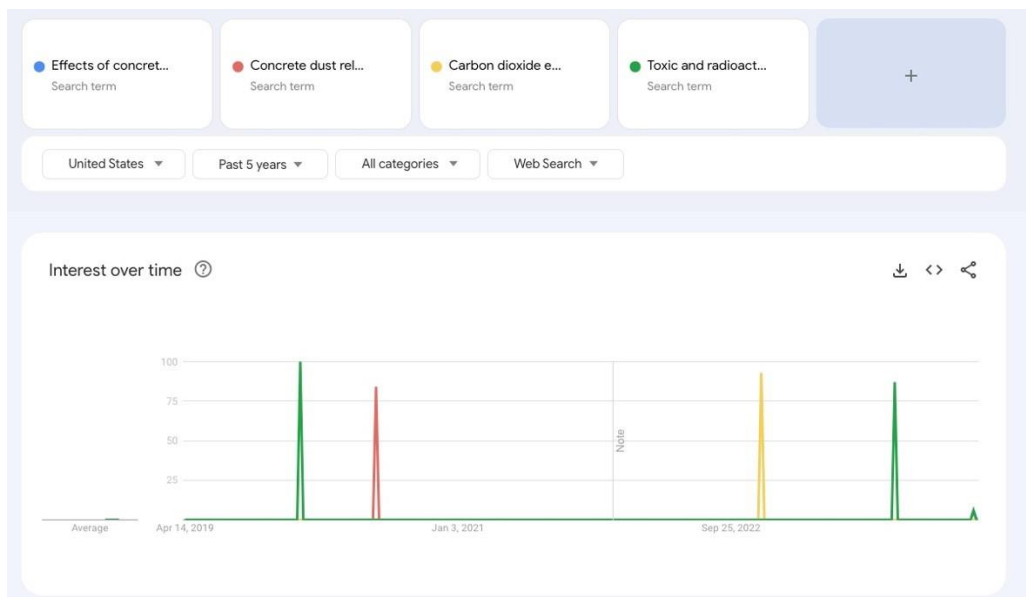 Effects of concret...
Search term
Concrete dust rel...
Search term
Carbon dioxide e...
Search term
Toxic and radioact...
Search term
+
United States
Past 5 years
All categories
Web Search
Interest over time
100
75
50
25
Note
Average
Apr 14, 2019
Jan 3, 2021
Sep 25, 2022